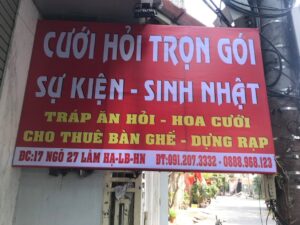 CƯỚI HỎI TRỌN GÓI
SỰ KIỆN - SINH NHẬT
TRÁP ĂN HỎI - HOA CƯỚI
CHO THUÊ BÀN GHẾ - DỰNG RẠP
ĐC:17 NGÕ 27 LÂM HẠ-LB-HN ĐT:091.207.3332 - 0888.968.123